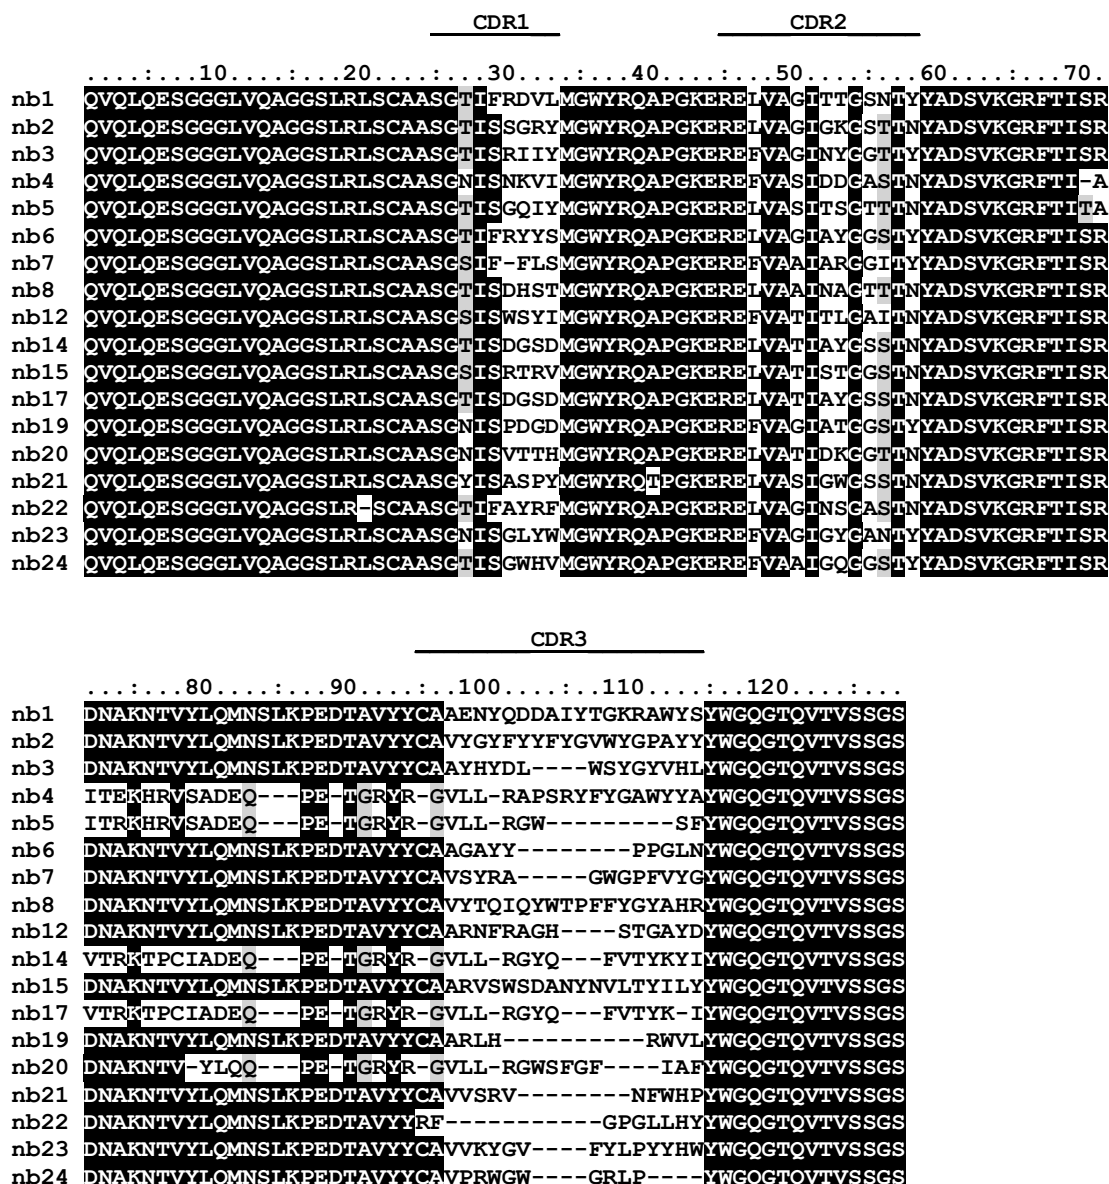 CDR1 CDR2
....:...10....:...20....:...30....:...40....:...50....:...60....:...70.
nb1 QVQLQESGGGLVQAGGSLRLSCAASGTIFRDVLMGWYRQAPGKERELVAGITTGSNTYYADSVKGRFTISR
nb2 QVQLQESGGGLVQAGGSLRLSCAASGTISSGRYMGWYRQAPGKERELVAGIGKGSTTNYADSVKGRFTISR
nb3 QVQLQESGGGLVQAGGSLRLSCAASGTISRIIYMGWYRQAPGKEREFVAGINYGGTTYYADSVKGRFTISR
nb4 QVQLQESGGGLVQAGGSLRLSCAASGNISNKVIMGWYRQAPGKEREFVASIDDGASTNYADSVKGRFTI-A
nb5 QVQLQESGGGLVQAGGSLRLSCAASGTISGQIYMGWYRQAPGKERELVASITSGTTTNYADSVKGRFTITA
nb6 QVQLQESGGGLVQAGGSLRLSCAASGTIFRYYSMGWYRQAPGKERELVAGIAYGGSTYYADSVKGRFTISR
nb7 QVQLQESGGGLVQAGGSLRLSCAASGSIF-FLSMGWYRQAPGKEREFVAAIARGGITYYADSVKGRFTISR
nb8 QVQLQESGGGLVQAGGSLRLSCAASGTISDHSTMGWYRQAPGKERELVAAINAGTTTNYADSVKGRFTISR
nb12 QVQLQESGGGLVQAGGSLRLSCAASGSISWSYIMGWYRQAPGKEREFVATITLGAITNYADSVKGRFTISR
nb14 QVQLQESGGGLVQAGGSLRLSCAASGTISDGSDMGWYRQAPGKERELVATIAYGSSTNYADSVKGRFTISR
nb15 QVQLQESGGGLVQAGGSLRLSCAASGSISRTRVMGWYRQAPGKERELVATISTGGSTNYADSVKGRFTISR
nb17 QVQLQESGGGLVQAGGSLRLSCAASGTISDGSDMGWYRQAPGKERELVATIAYGSSTNYADSVKGRFTISR
nb19 QVQLQESGGGLVQAGGSLRLSCAASGNISPDGDMGWYRQAPGKEREFVAGIATGGSTYYADSVKGRFTISR
nb20 QVQLQESGGGLVQAGGSLRLSCAASGNISVTTHMGWYRQAPGKERELVATIDKGGTTNYADSVKGRFTISR
nb21 QVQLQESGGGLVQAGGSLRLSCAASGYISASPYMGWYRQTPGKERELVASIGWGSSTNYADSVKGRFTISR
nb22 QVQLQESGGGLVQAGGSLR-SCAASGTIFAYRFMGWYRQAPGKERELVAGINSGASTNYADSVKGRFTISR
nb23 QVQLQESGGGLVQAGGSLRLSCAASGNISGLYWMGWYRQAPGKEREFVAGIGYGANTYYADSVKGRFTISR
nb24 QVQLQESGGGLVQAGGSLRLSCAASGTISGWHVMGWYRQAPGKEREFVAAIGQGGSTYYADSVKGRFTISR
CDR3
...:...80....:...90....:..100....:..110....:..120....:..
nb1 DNAKNTVYLQMNSLKPEDTAVYYCAAENYQDDAIYTGKRAWYSYWGQGTQVTVSSGS
nb2 DNAKNTVYLQMNSLKPEDTAVYYCAVYGYFYYFYGVWYGPAYYYWGQGTQVTVSSGS
nb3 DNAKNTVYLQMNSLKPEDTAVYYCAAYHYDL----WSYGYVHLYWGQGTQVTVSSGS
nb4 ITEKHRVSADEQ---PE-TGRYR-GVLL-RAPSRYFYGAWYYAYWGQGTQVTVSSGS
nb5 ITRKHRVSADEQ---PE-TGRYR-GVLL-RGW---------SFYWGQGTQVTVSSGS
nb6 DNAKNTVYLQMNSLKPEDTAVYYCAAGAYY--------PPGLNYWGQGTQVTVSSGS
nb7 DNAKNTVYLQMNSLKPEDTAVYYCAVSYRA-----GWGPFVYGYWGQGTQVTVSSGS
nb8 DNAKNTVYLQMNSLKPEDTAVYYCAVYTQIQYWTPFFYGYAHRYWGQGTQVTVSSGS
nb12 DNAKNTVYLQMNSLKPEDTAVYYCAARNFRAGH----STGAYDYWGQGTQVTVSSGS
nb14 VTRKTPCIADEQ---PE-TGRYR-GVLL-RGYQ---FVTYKYIYWGQGTQVTVSSGS
nb15 DNAKNTVYLQMNSLKPEDTAVYYCAARVSWSDANYNVLTYILYYWGQGTQVTVSSGS
nb17 VTRKTPCIADEQ---PE-TGRYR-GVLL-RGYQ---FVTYK-IYWGQGTQVTVSSGS
nb19 DNAKNTVYLQMNSLKPEDTAVYYCAARLH----------RWVLYWGQGTQVTVSSGS
nb20 DNAKNTV-YLQQ---PE-TGRYR-GVLL-RGWSFGF----IAFYWGQGTQVTVSSGS
nb21 DNAKNTVYLQMNSLKPEDTAVYYCAVVSRV--------NFWHPYWGQGTQVTVSSGS
nb22 DNAKNTVYLQMNSLKPEDTAVYYRF-----------GPGLLHYYWGQGTQVTVSSGS
nb23 DNAKNTVYLQMNSLKPEDTAVYYCAVVKYGV----FYLPYYHWYWGQGTQVTVSSGS
nb24 DNAKNTVYLQMNSLKPEDTAVYYCAVPRWGW----GRLP----YWGQGTQVTVSSGS